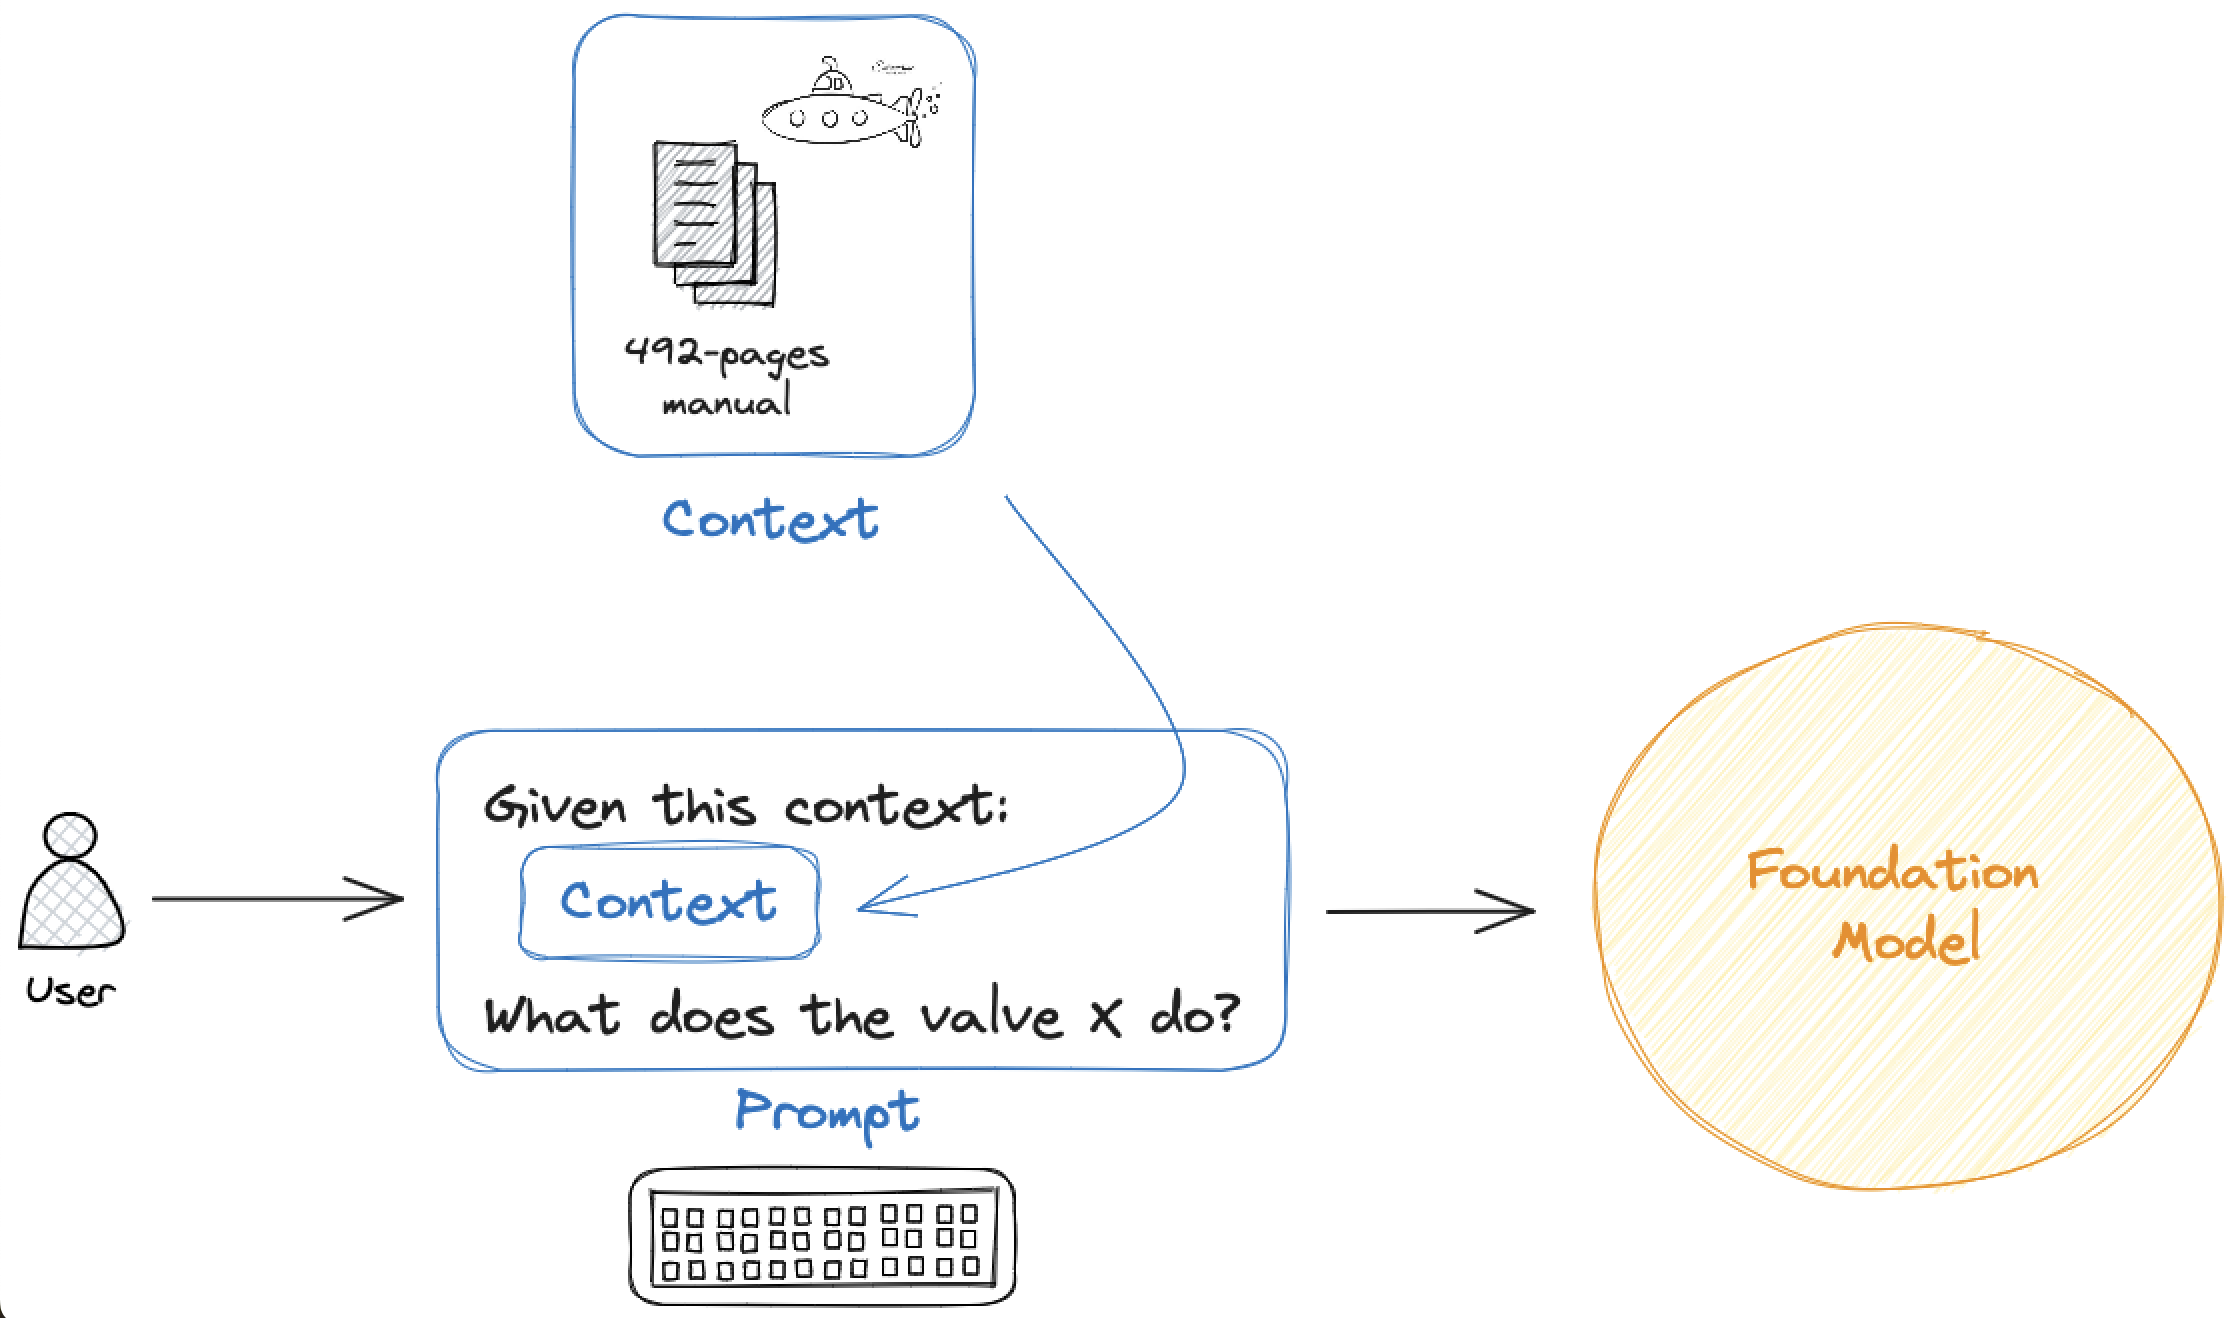 492-pages
manual
Context
Given this context:
Context
What does the valve X do?
Prompt
User
Foundation
Model